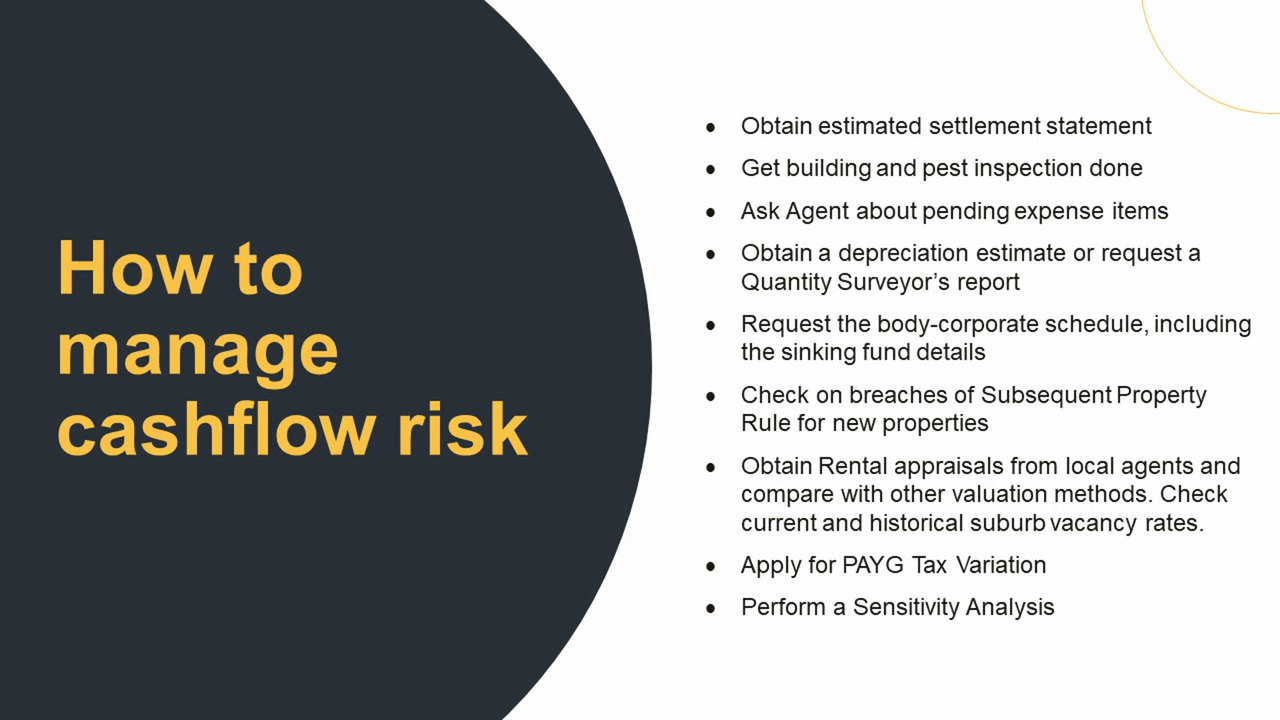 How to
manage
cashflow risk
• Obtain estimated settlement statement
• Get building and pest inspection done
• Ask Agent about pending expense items
• Obtain a depreciation estimate or request a
Quantity Surveyor’s report
• Request the body-corporate schedule, including
the sinking fund details
• Check on breaches of Subsequent Property
Rule for new properties
• Obtain Rental appraisals from local agents and
compare with other valuation methods. Check
current and historical suburb vacancy rates.
• Apply for PAYG Tax Variation
• Perform a Sensitivity Analysis